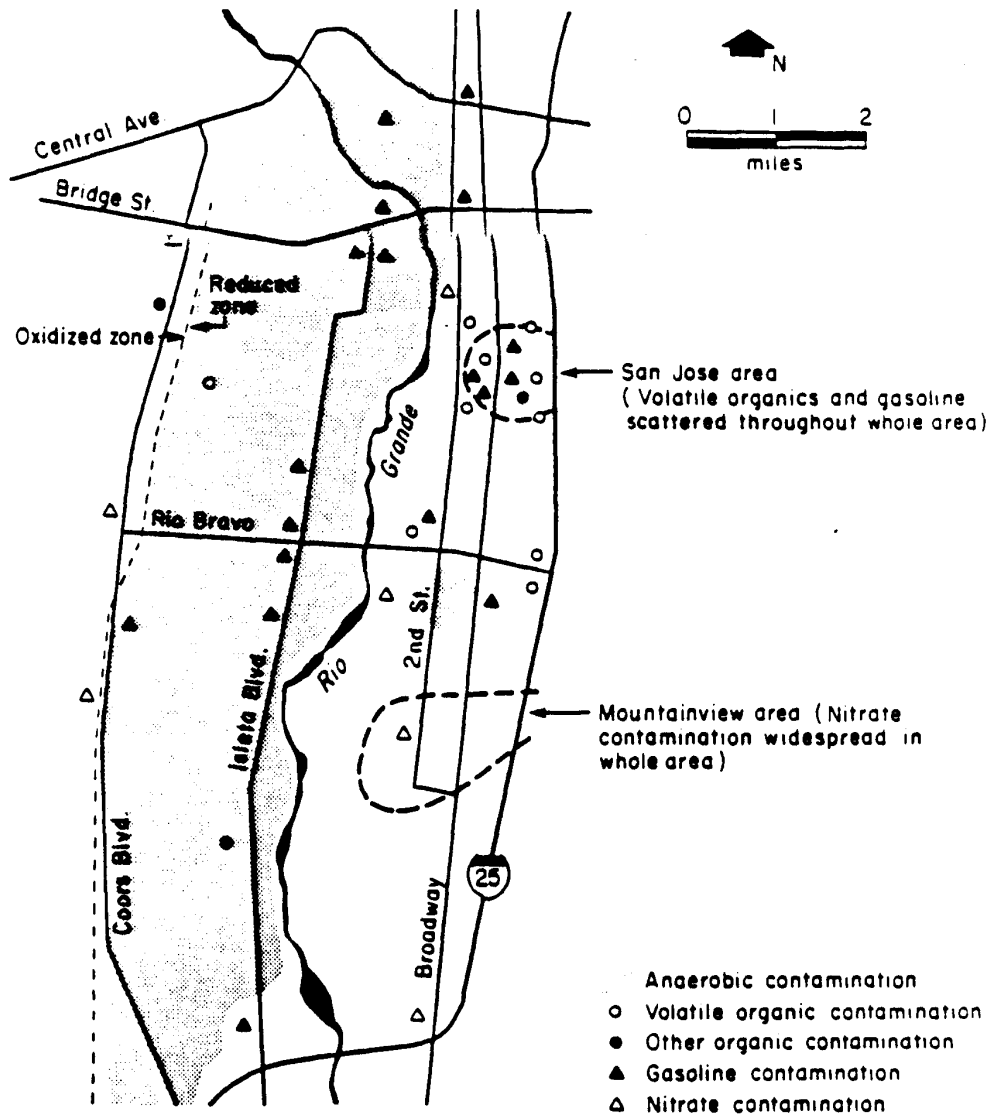 N
0 1 2
miles
Central Ave
Bridge St.
Reduced
zone
Oxidized zone
San Jose area
(Volatile organics and gasoline
scattered throughout whole area)
Grande
Rio Bravo
2nd St.
Rio
Isleta Blvd.
Mountainview area (Nitrate
contamination widespread in
whole area)
Coors Blvd.
25
Broadway
Anaerobic contamination
Volatile organic contamination
Other organic contamination
Gasoline contamination
Nitrate contamination